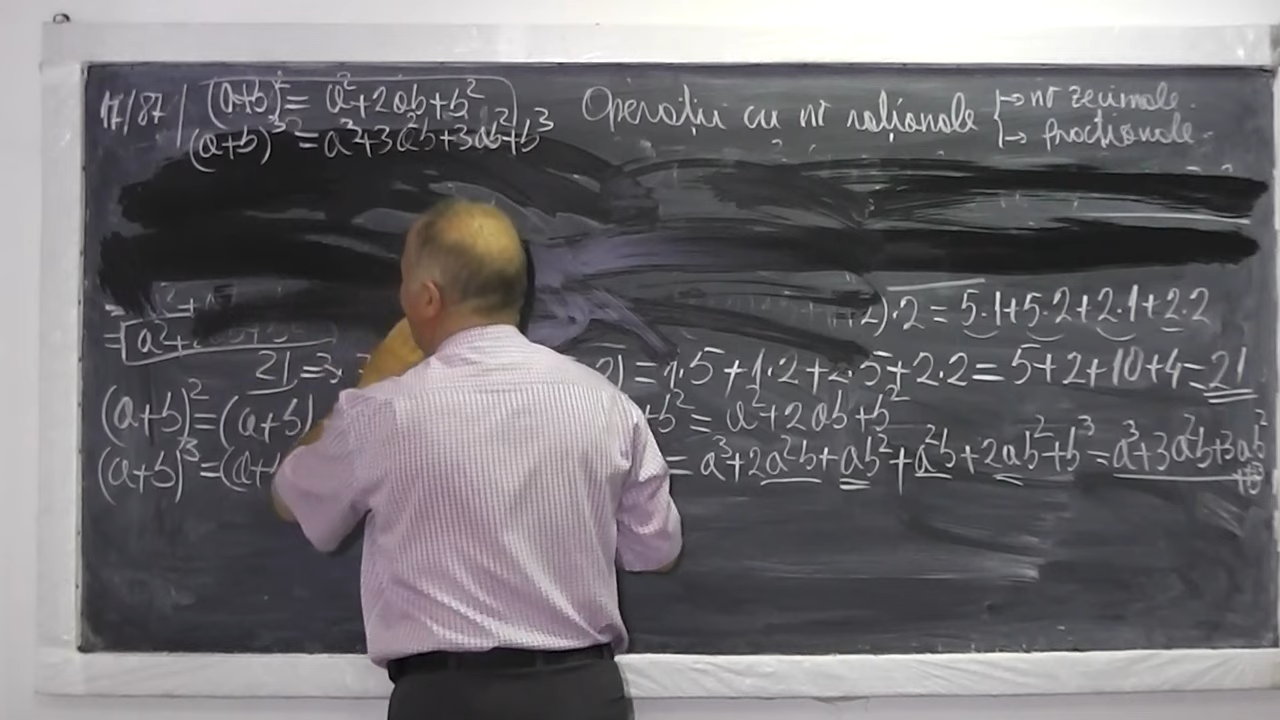 17/87 | (a+b)² = a²+2ab+b² Operații cu nr raționale → nr zecimale.
(a+b)³ = a³+3a²b+3ab²+b³ → fracționale.
)·2 = 5·1+5·2+2·1+2·2
= a²+
21 = 3· 2) = 1·5+1·2+2·5+2·2 = 5+2+10+4 = 21
(a+b)² = (a+b) +b² = a²+2ab+b²
(a+b)³ = (a+ = a³+2a²b+ab²+a²b+2ab²+b³ = a³+3a²b+3ab²
+b³